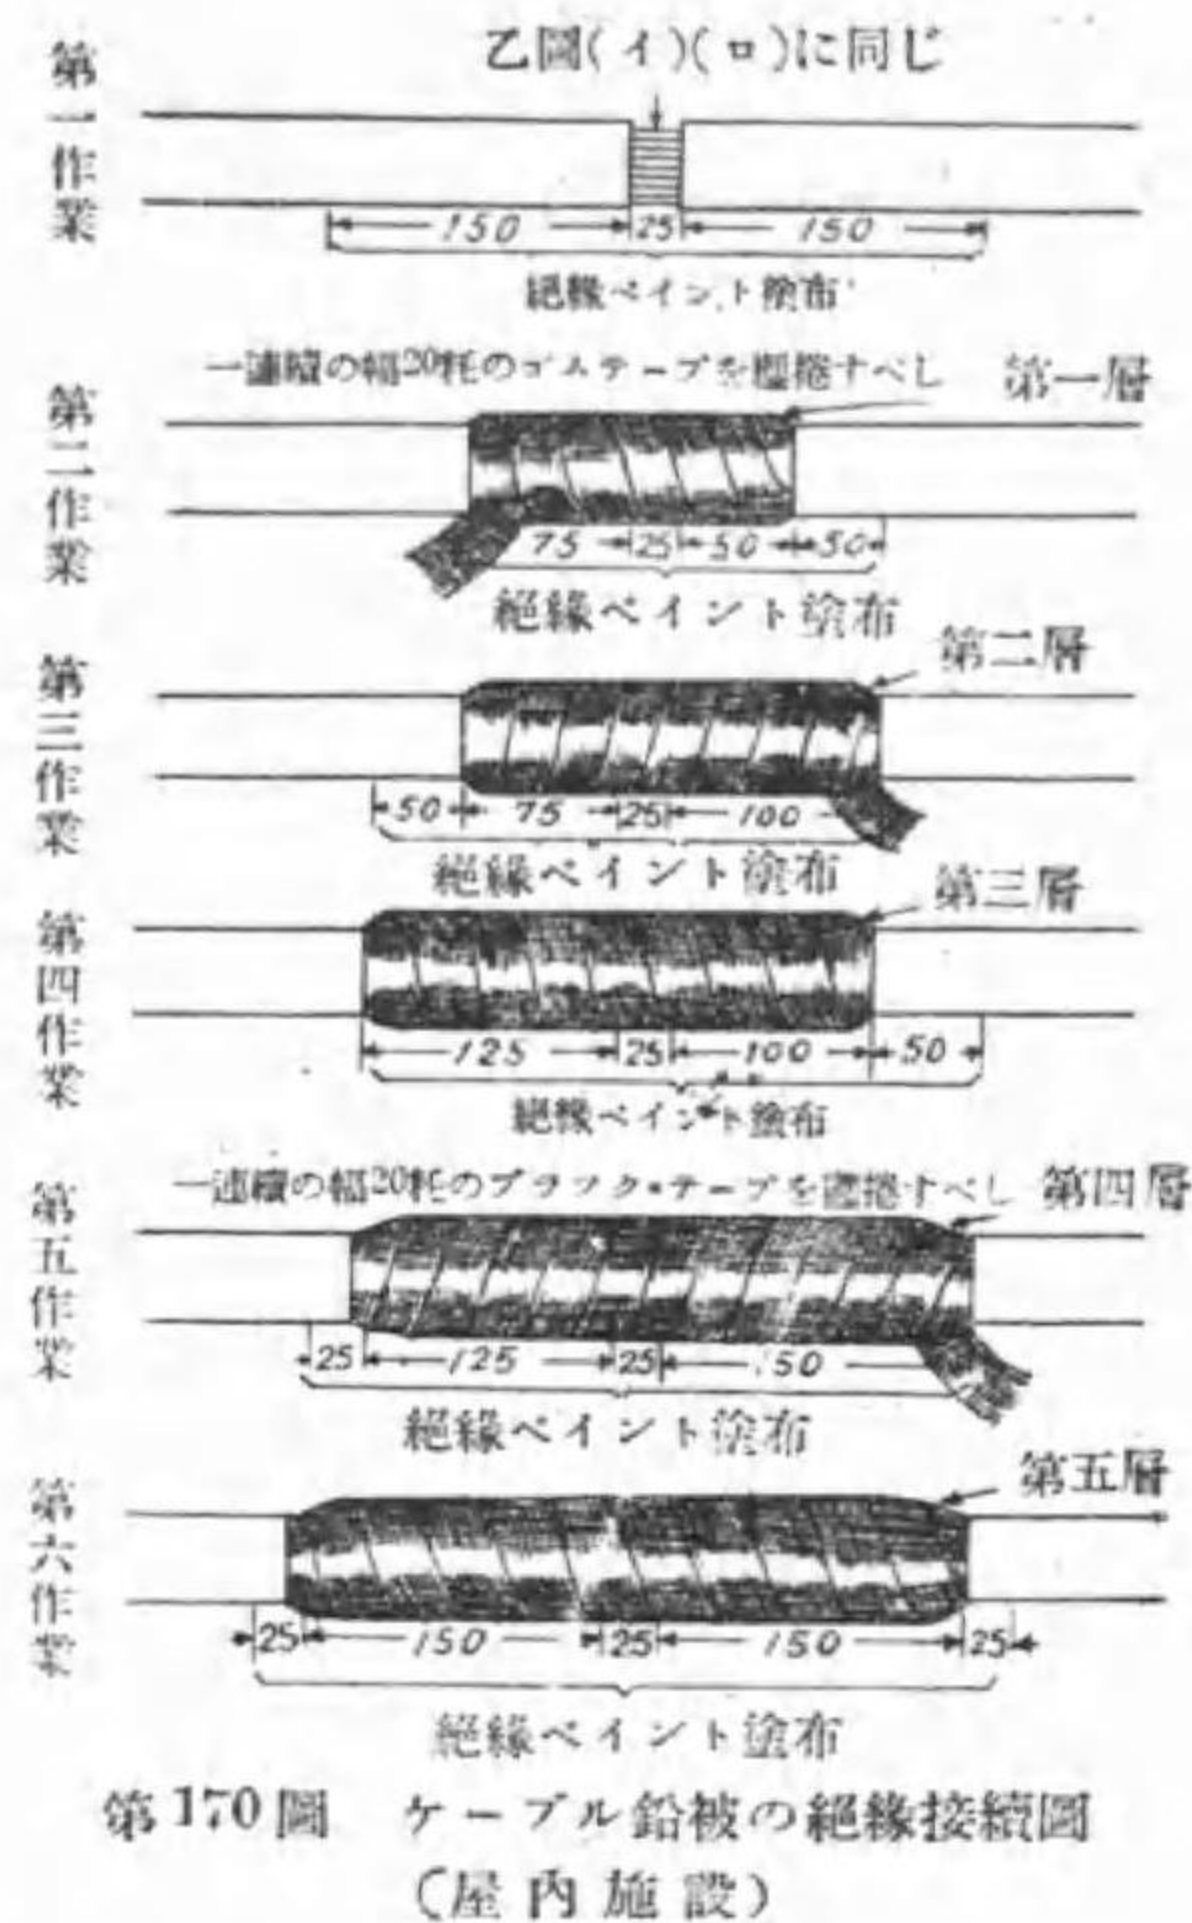 第一作業
乙圖(イ)(ロ)に同じ
150 25 150
絕緣ペイント塗布
第二作業
一連續の幅20粍のゴムテープを捲すべし 第一層
75 25 50 50
絕緣ペイント塗布
第三作業
第二層
50 75 25 100
絕緣ペイント塗布
第四作業
第三層
125 25 100 50
絕緣ペイント塗布
第五作業
一連續の幅20粍のブラック・テープを捲すべし 第四層
25 125 25 150
絕緣ペイント塗布
第六作業
第五層
25 150 25 150 25
絕緣ペイント塗布
第170圖 ケーブル鉛被の絕緣接續圖
(屋內施設)